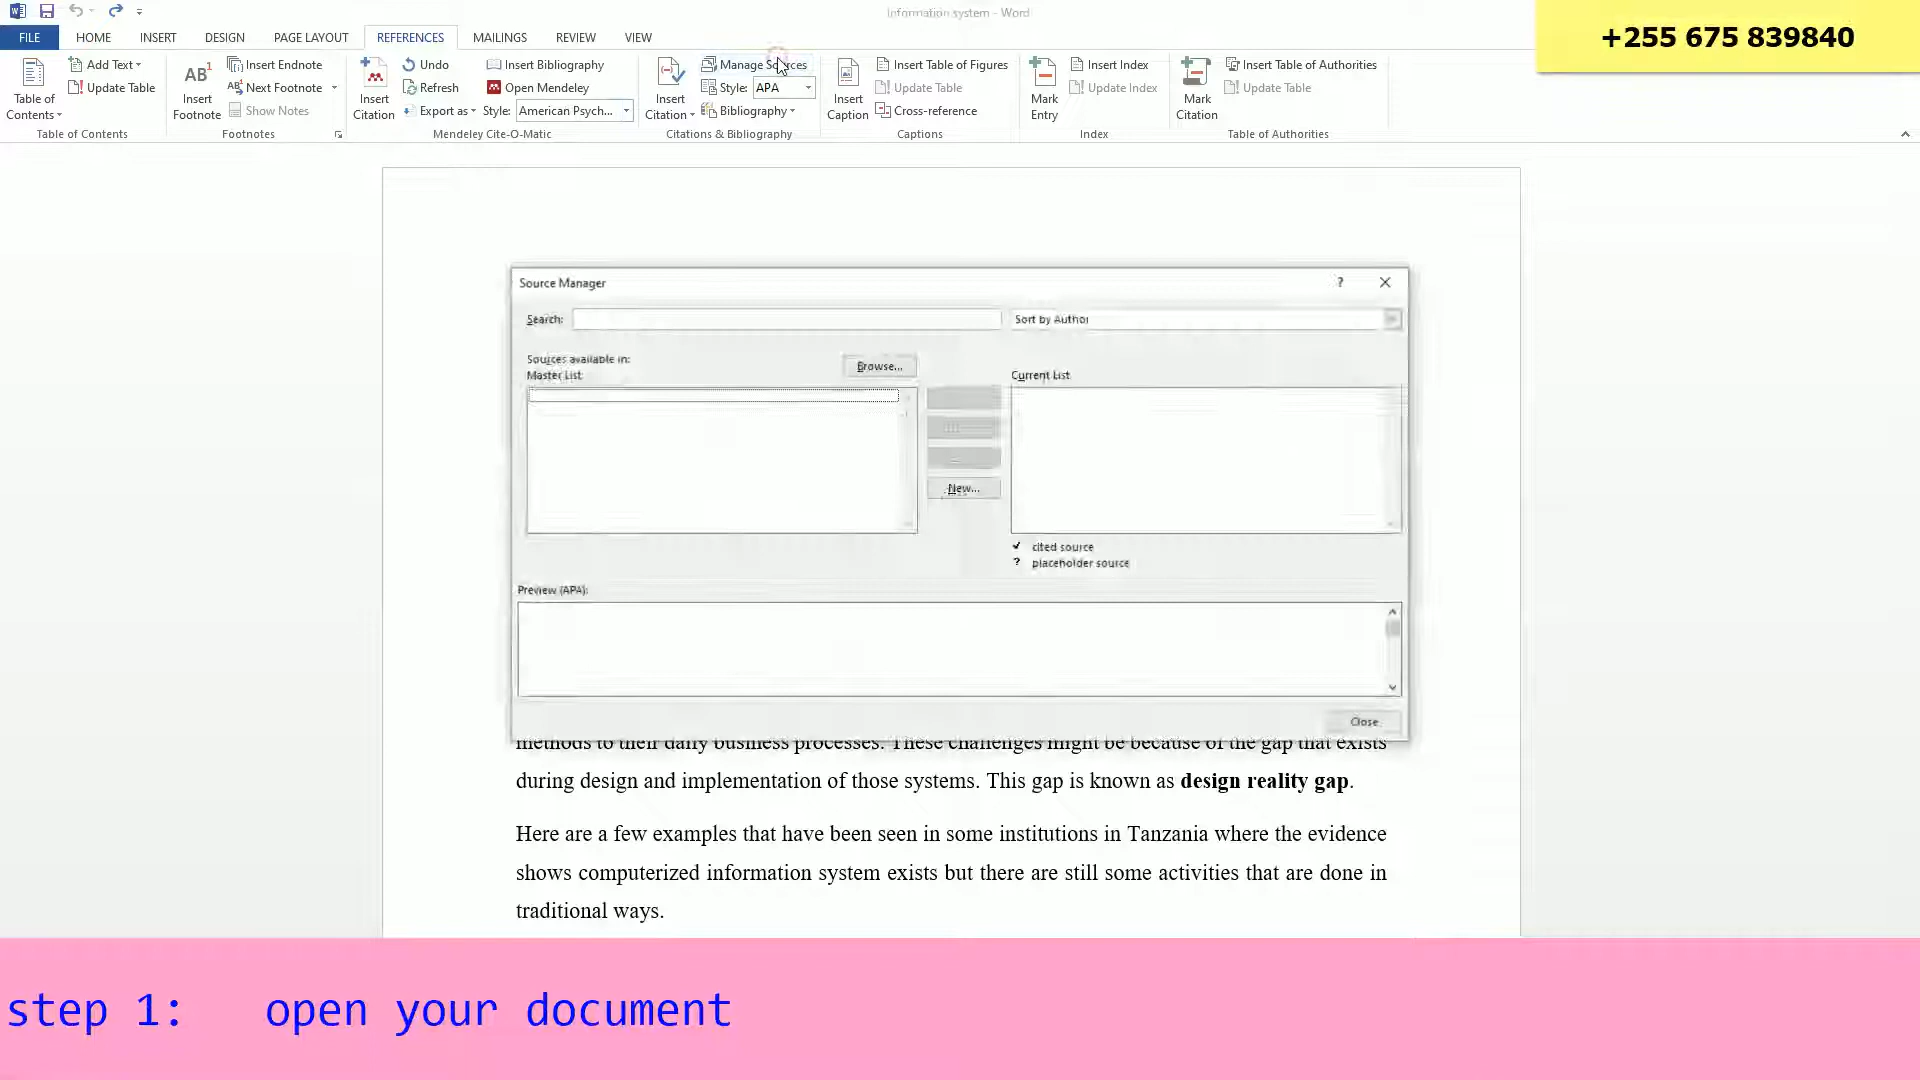 Information system - Word
+255 675 839840
FILE HOME INSERT DESIGN PAGE LAYOUT REFERENCES MAILINGS REVIEW VIEW
Table of Contents
Add Text
Update Table
Table of Contents
AB1
Insert Footnote
Insert Endnote
AB Next Footnote
Show Notes
Footnotes
Insert Citation
Undo
Refresh
Export as
Insert Bibliography
Open Mendeley
Style: American Psych...
Mendeley Cite-O-Matic
Insert Citation
Manage Sources
Style: APA
Bibliography
Citations & Bibliography
Insert Caption
Insert Table of Figures
Update Table
Cross-reference
Captions
Mark Entry
Insert Index
Update Index
Index
Mark Citation
Insert Table of Authorities
Update Table
Table of Authorities
Source Manager ?
Search:
Sort by Author
Sources available in:
Master List
Browse...
Current List
New...
✓ cited source
? placeholder source
Preview (APA):
Close
methods to their daily business processes. These challenges might be because of the gap that exists
during design and implementation of those systems. This gap is known as design reality gap.
Here are a few examples that have been seen in some institutions in Tanzania where the evidence
shows computerized information system exists but there are still some activities that are done in
traditional ways.
step 1: open your document